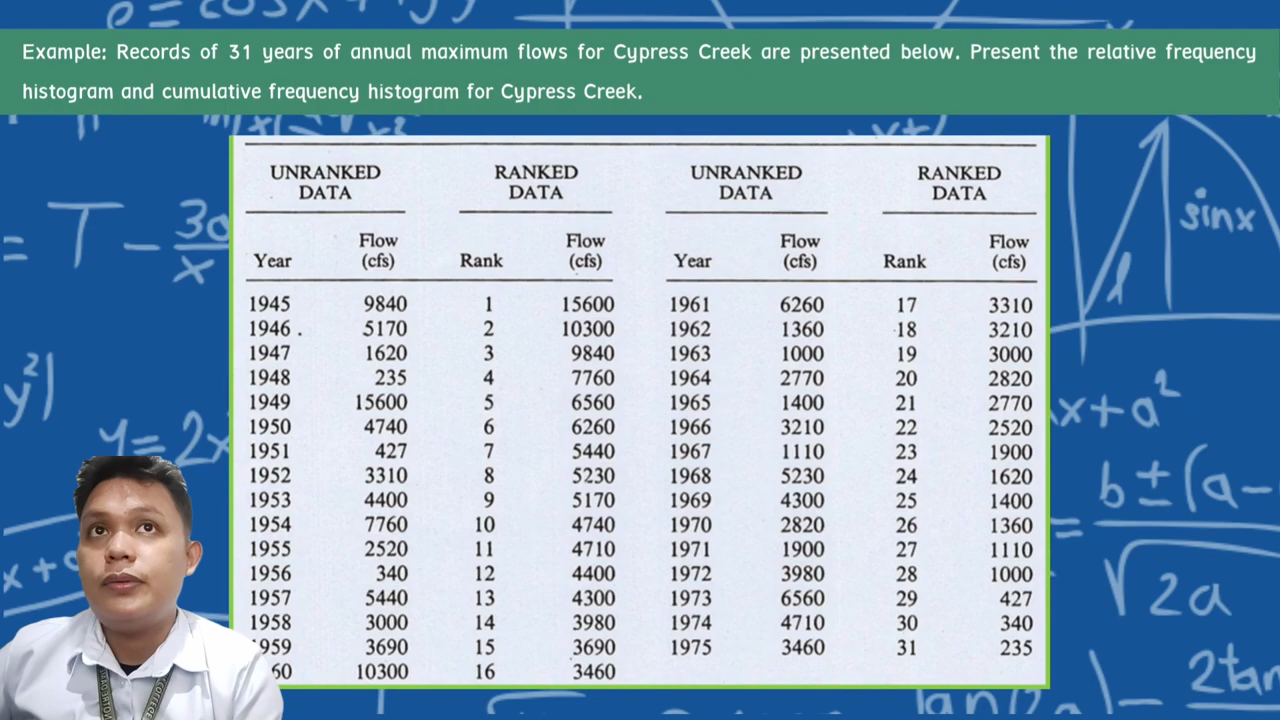 Example: Records of 31 years of annual maximum flows for Cypress Creek are presented below. Present the relative frequency
histogram and cumulative frequency histogram for Cypress Creek.
UNRANKED DATA RANKED DATA UNRANKED DATA RANKED DATA
Year Flow (cfs) Rank Flow (cfs) Year Flow (cfs) Rank Flow (cfs)
1945 9840 1 15600 1961 6260 17 3310
1946 . 5170 2 10300 1962 1360 18 3210
1947 1620 3 9840 1963 1000 19 3000
1948 235 4 7760 1964 2770 20 2820
1949 15600 5 6560 1965 1400 21 2770
1950 4740 6 6260 1966 3210 22 2520
1951 427 7 5440 1967 1110 23 1900
1952 3310 8 5230 1968 5230 24 1620
1953 4400 9 5170 1969 4300 25 1400
1954 7760 10 4740 1970 2820 26 1360
1955 2520 11 4710 1971 1900 27 1110
1956 340 12 4400 1972 3980 28 1000
1957 5440 13 4300 1973 6560 29 427
1958 3000 14 3980 1974 4710 30 340
959 3690 15 3690 1975 3460 31 235
60 10300 16 3460
= T - 30
x
sinx
y²)
y = 2x
x + a²
b ± (a -
=
√2a
2tan